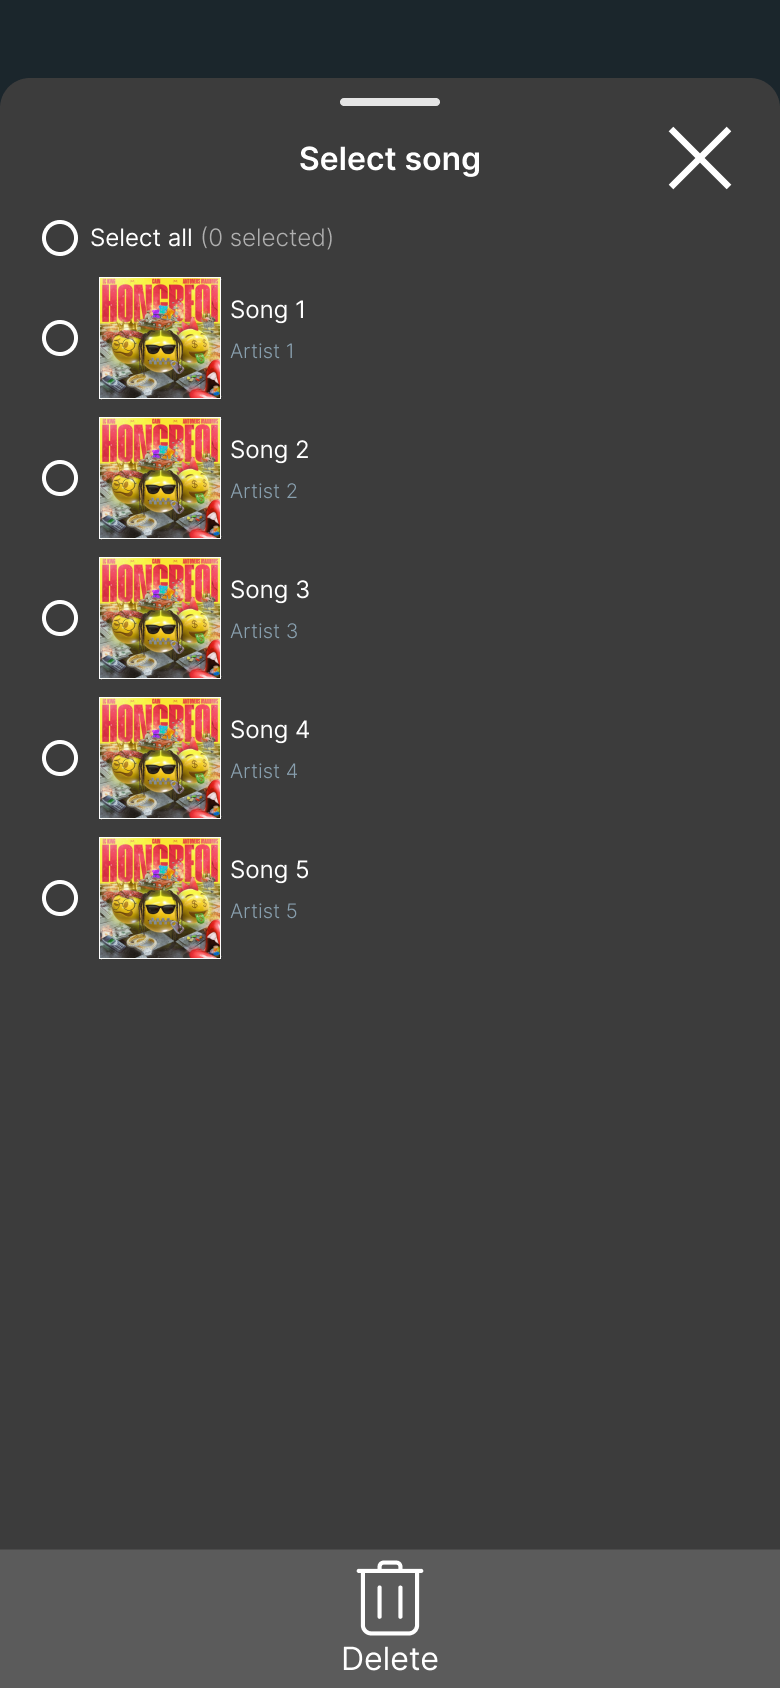 Select song
Select all (0 selected)
Song 1
Artist 1
Song 2
Artist 2
Song 3
Artist 3
Song 4
Artist 4
Song 5
Artist 5
Delete